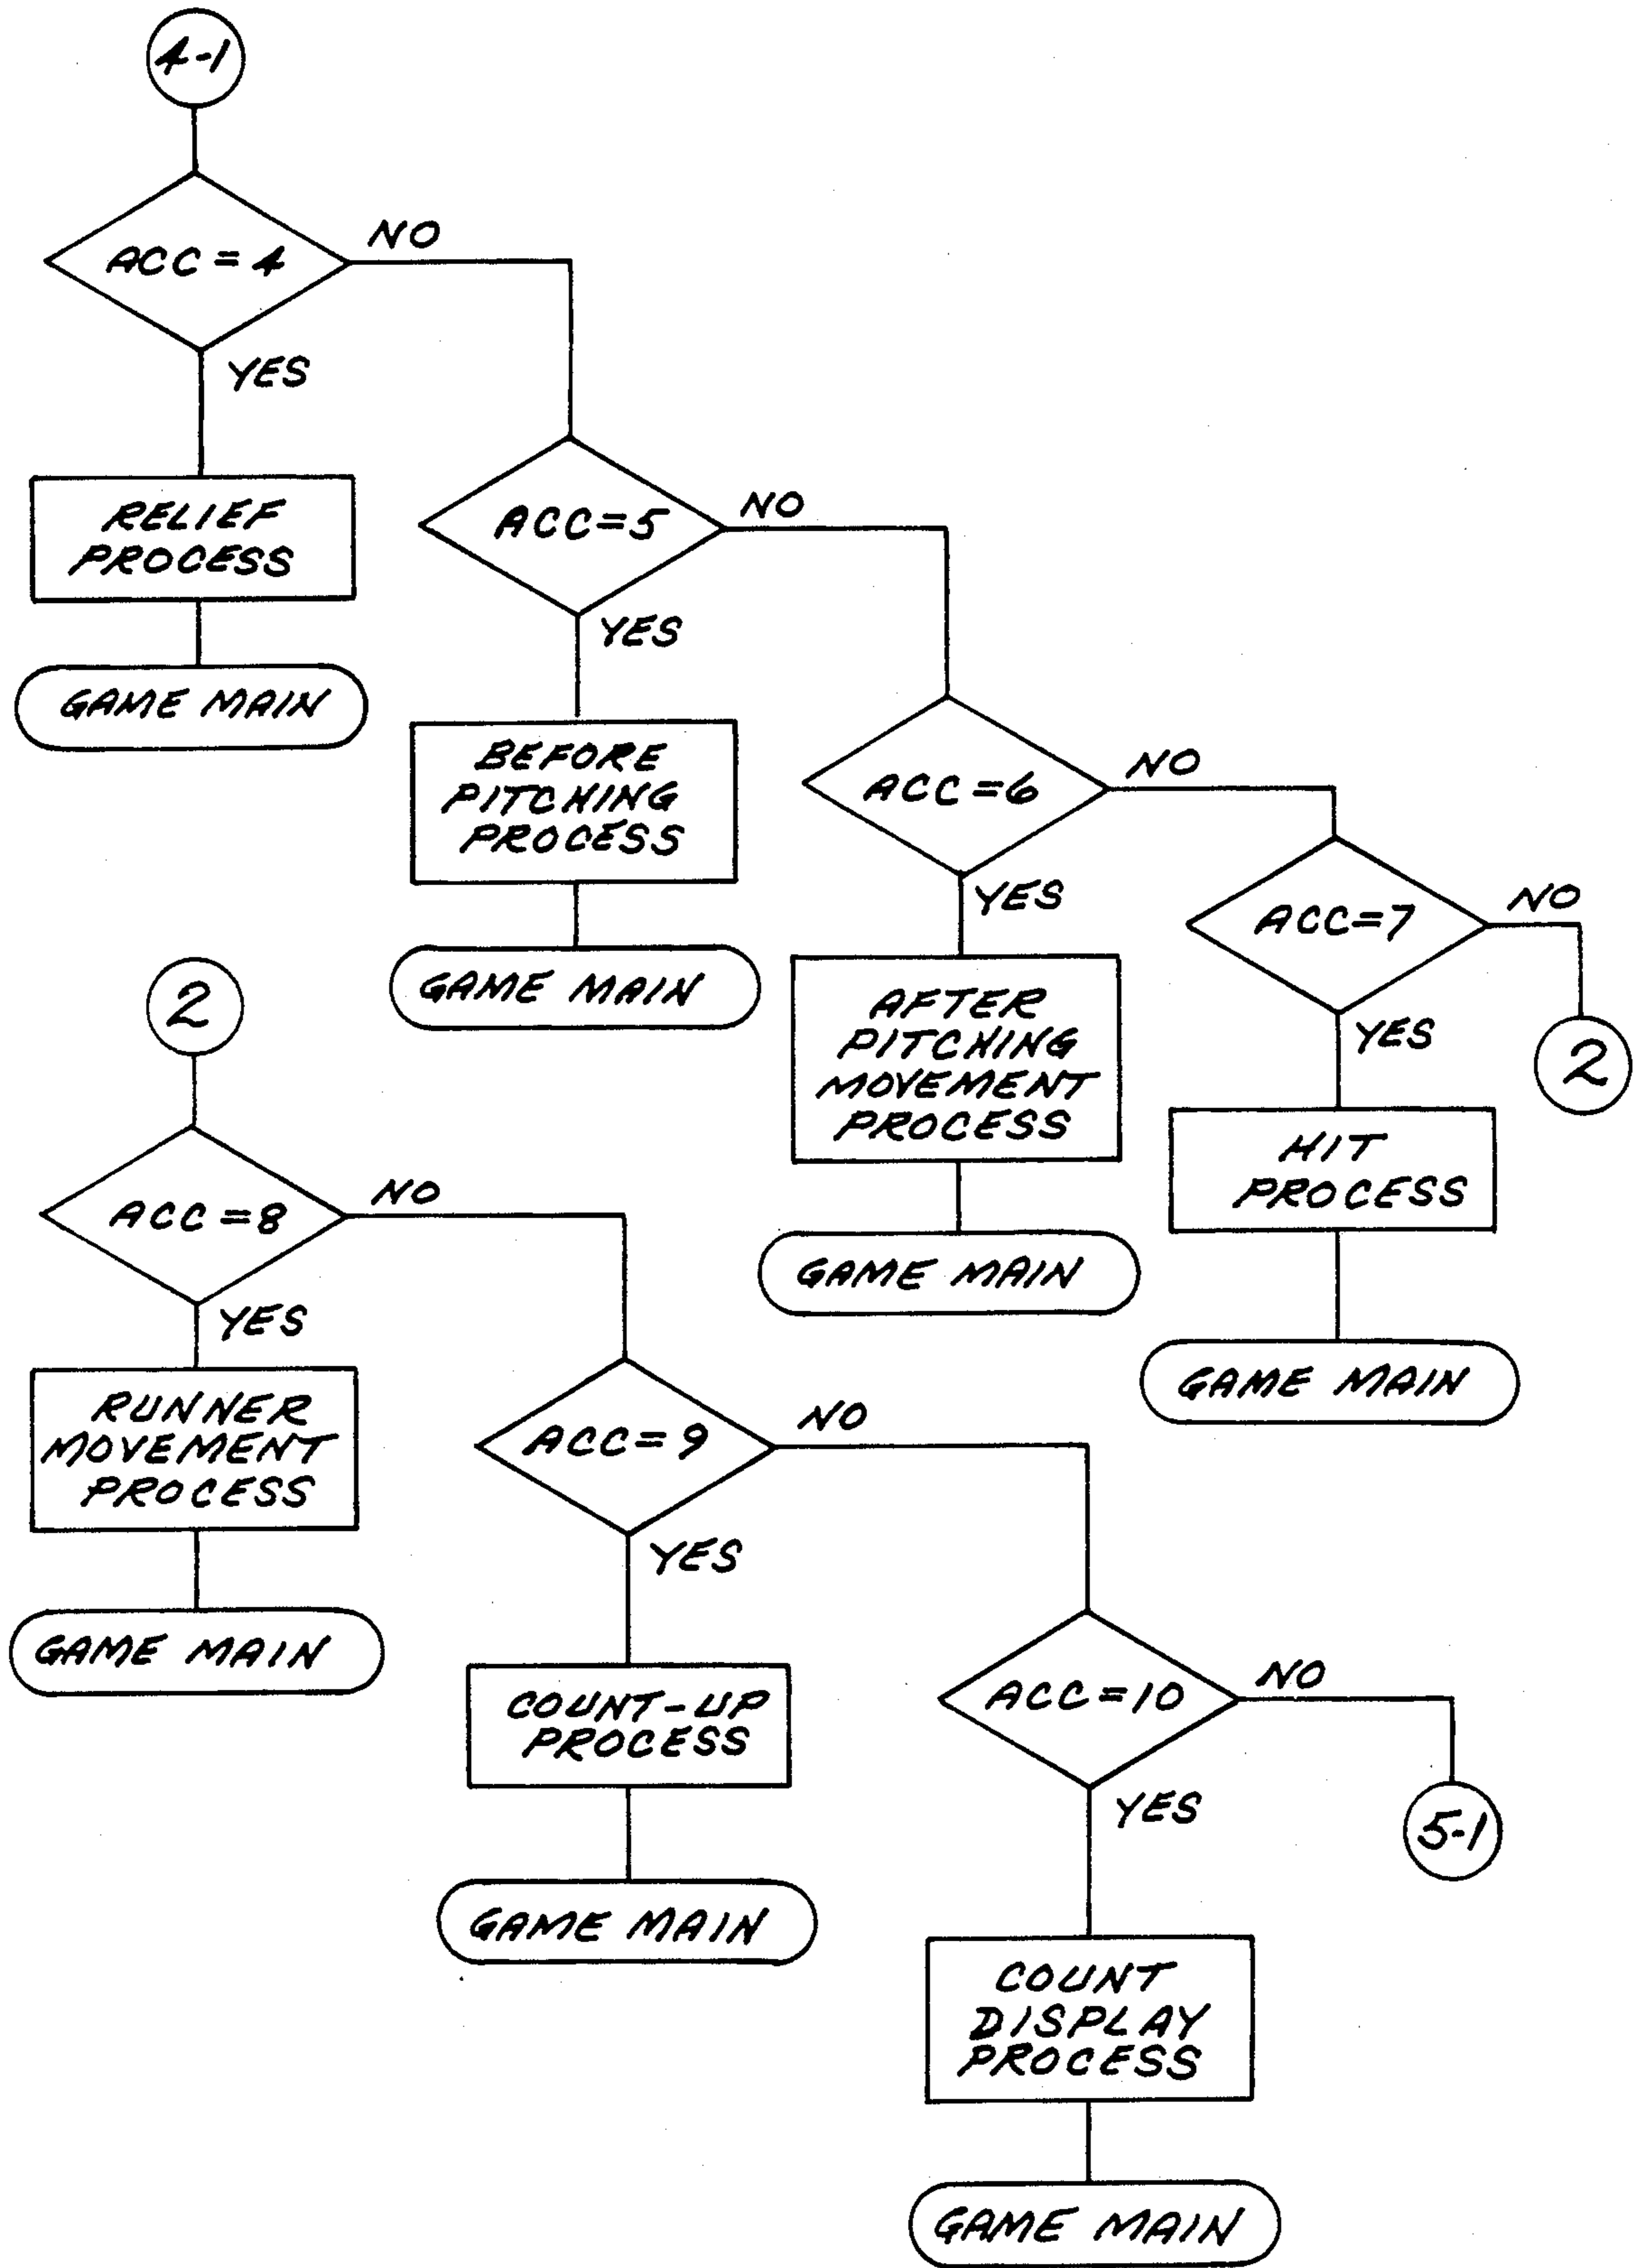 4-1
ACC = 4
NO
YES
RELIEF
PROCESS
GAME MAIN
ACC=5
NO
YES
BEFORE
PITCHING
PROCESS
GAME MAIN
ACC=6
NO
YES
AFTER
PITCHING
MOVEMENT
PROCESS
GAME MAIN
ACC=7
NO
2
YES
HIT
PROCESS
GAME MAIN
2
ACC=8
NO
YES
RUNNER
MOVEMENT
PROCESS
GAME MAIN
ACC=9
NO
YES
COUNT-UP
PROCESS
GAME MAIN
ACC=10
NO
5-1
YES
COUNT
DISPLAY
PROCESS
GAME MAIN